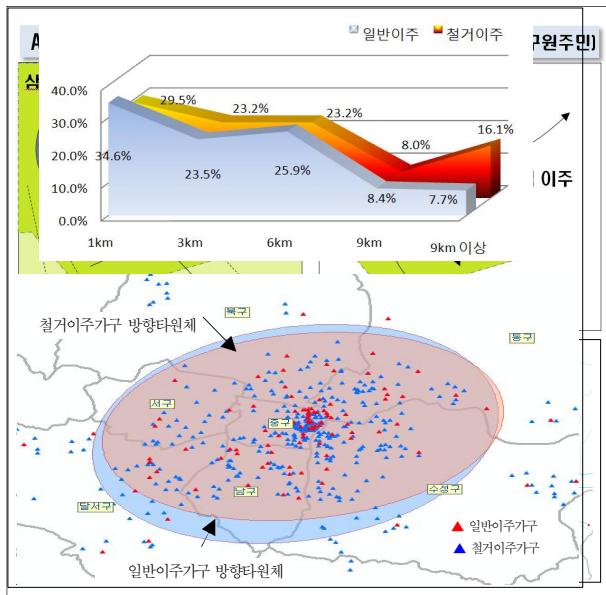 일반이주 철거이주
구원주민)
삼
40.0%
30.0%
20.0%
10.0%
0.0%
29.5%
23.2%
23.2%
8.0%
16.1%
34.6%
23.5%
25.9%
8.4%
7.7%
이주
1km 3km 6km 9km 9km 이상
철거이주가구 방향타원체
북구
동구
서구
중구
남구
수성구
달서구
일반이주가구
철거이주가구
일반이주가구 방향타원체